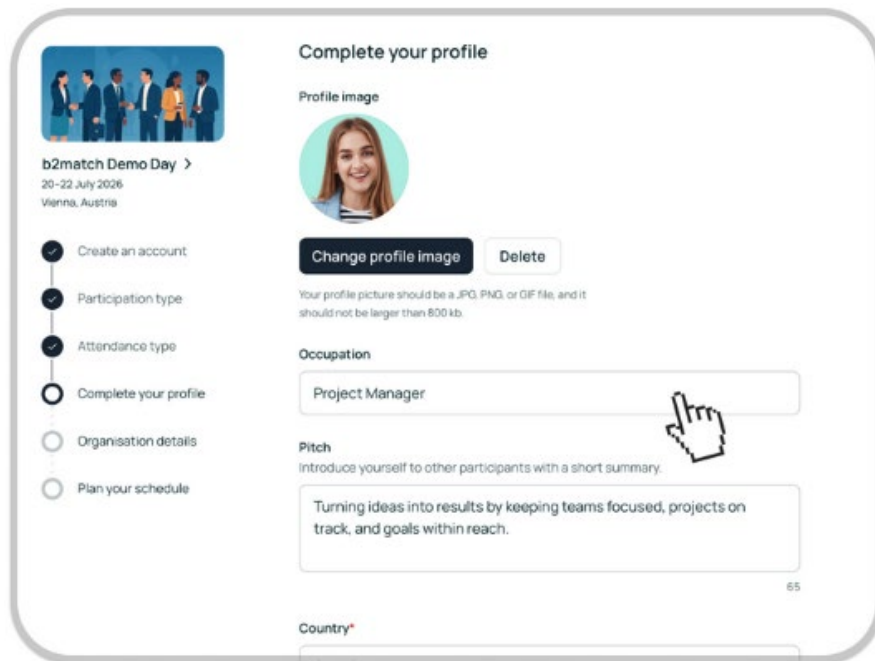 b2match Demo Day >
20–22 July 2026
Vienna, Austria
Create an account
Participation type
Attendance type
Complete your profile
Organisation details
Plan your schedule
Complete your profile
Profile image
Change profile image
Delete
Your profile picture should be a JPG, PNG, or GIF file, and it
should not be larger than 800 kb.
Occupation
Project Manager
Pitch
Introduce yourself to other participants with a short summary.
Turning ideas into results by keeping teams focused, projects on
track, and goals within reach.
65
Country*